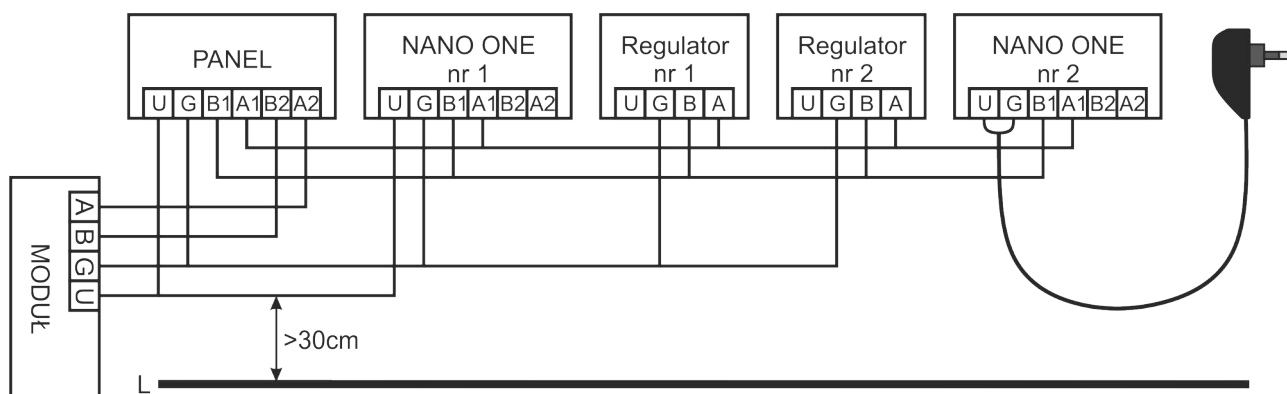 PANEL
U G B1 A1 B2 A2
NANO ONE
nr 1
U G B1 A1 B2 A2
Regulator
nr 1
U G B A
Regulator
nr 2
U G B A
NANO ONE
nr 2
U G B1 A1 B2 A2
MODUŁ
A
B
G
U
>30cm
L